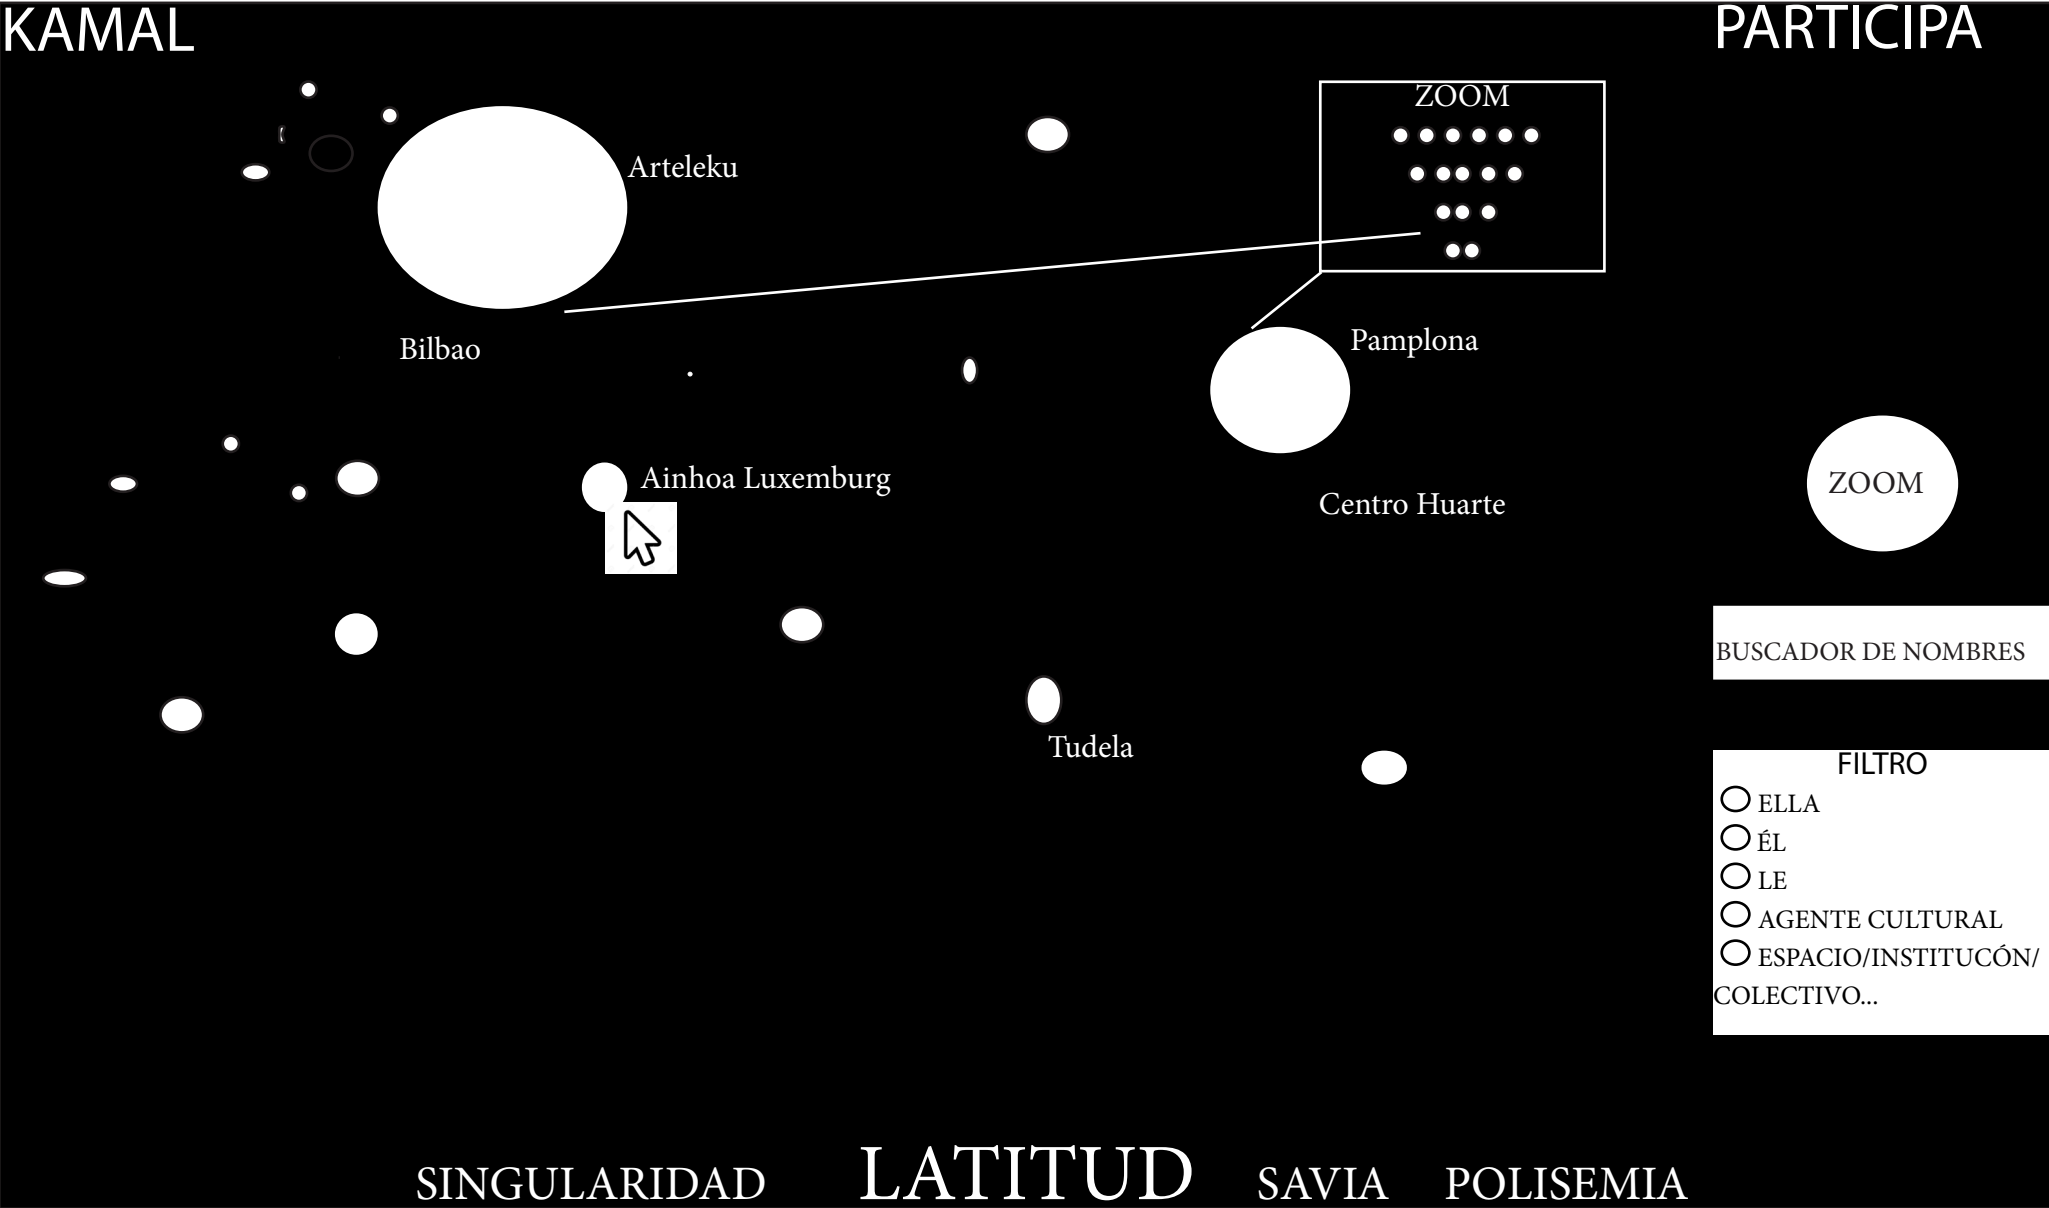 KAMAL
PARTICIPA
ZOOM
Arteleku
Bilbao
Pamplona
Ainhoa Luxemburg
Centro Huarte
ZOOM
BUSCADOR DE NOMBRES
Tudela
FILTRO
ELLA
ÉL
LE
AGENTE CULTURAL
ESPACIO/INSTITUCÓN/
COLECTIVO...
SINGULARIDAD LATITUD SAVIA POLISEMIA